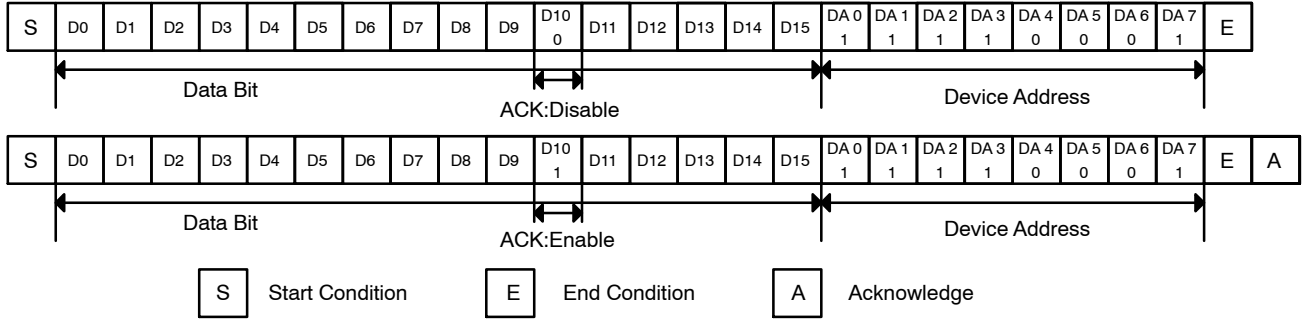 S D0 D1 D2 D3 D4 D5 D6 D7 D8 D9 D10 0 D11 D12 D13 D14 D15 DA 0 1 DA 1 1 DA 2 1 DA 3 1 DA 4 0 DA 5 0 DA 6 0 DA 7 1 E
Data Bit
ACK:Disable
Device Address
S D0 D1 D2 D3 D4 D5 D6 D7 D8 D9 D10 1 D11 D12 D13 D14 D15 DA 0 1 DA 1 1 DA 2 1 DA 3 1 DA 4 0 DA 5 0 DA 6 0 DA 7 1 E A
Data Bit
ACK:Enable
Device Address
S Start Condition E End Condition A Acknowledge